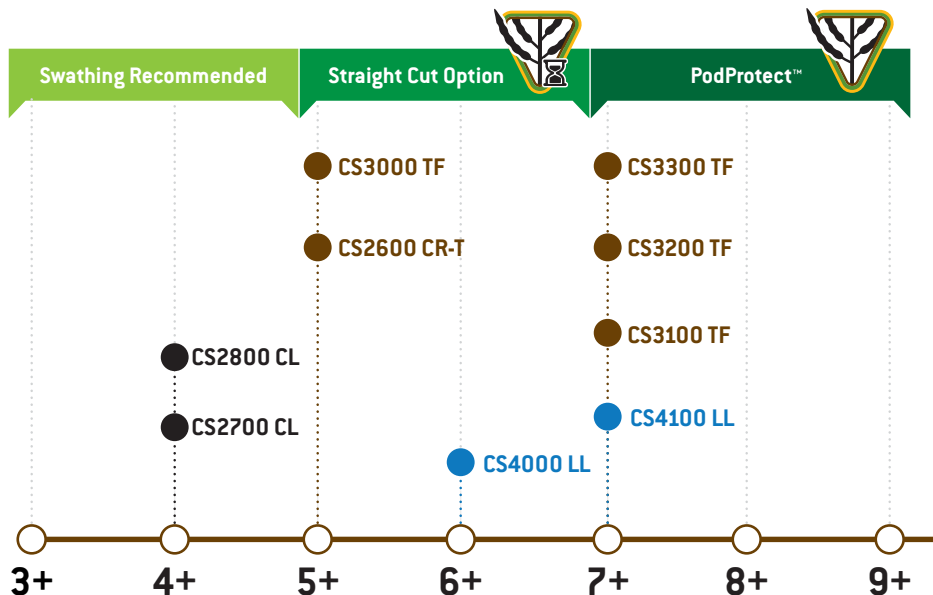 Swathing Recommended
Straight Cut Option
PodProtect™
CS3000 TF
CS3300 TF
CS2600 CR-T
CS3200 TF
CS3100 TF
CS2800 CL
CS4100 LL
CS2700 CL
CS4000 LL
3+ 4+ 5+ 6+ 7+ 8+ 9+